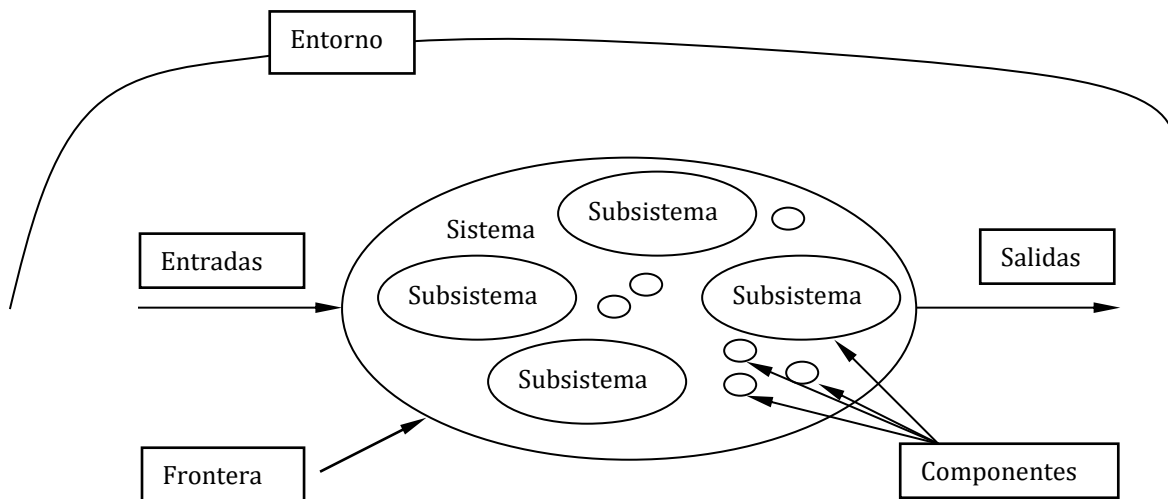 Entorno
Subsistema
Sistema
Entradas
Salidas
Subsistema
Subsistema
Subsistema
Frontera
Componentes